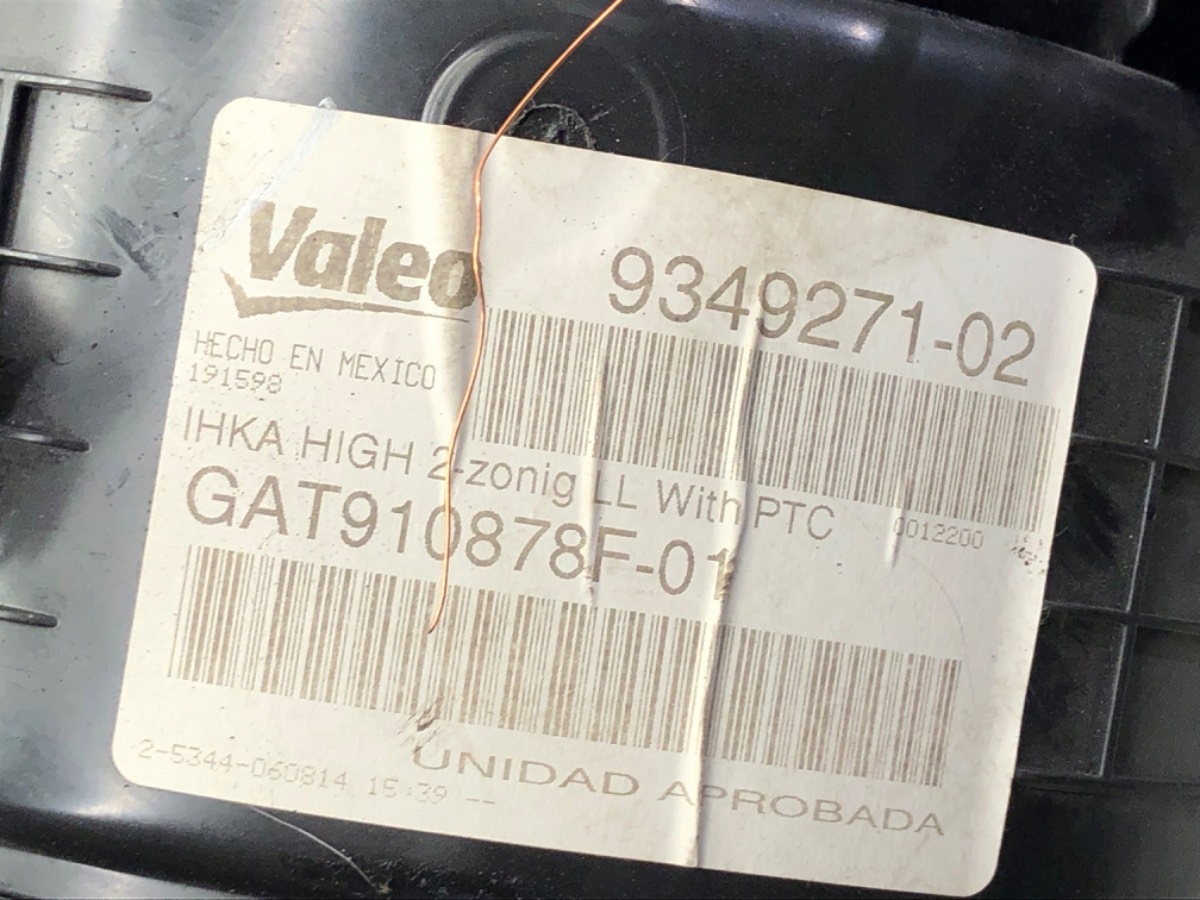 Valeo
9349271-02
HECHO EN MEXICO
191598
IHKA HIGH 2-zonig LL With PTC
0012200
GAT910878F-01
2-5344-060814 15:39 --
UNIDAD APROBADA